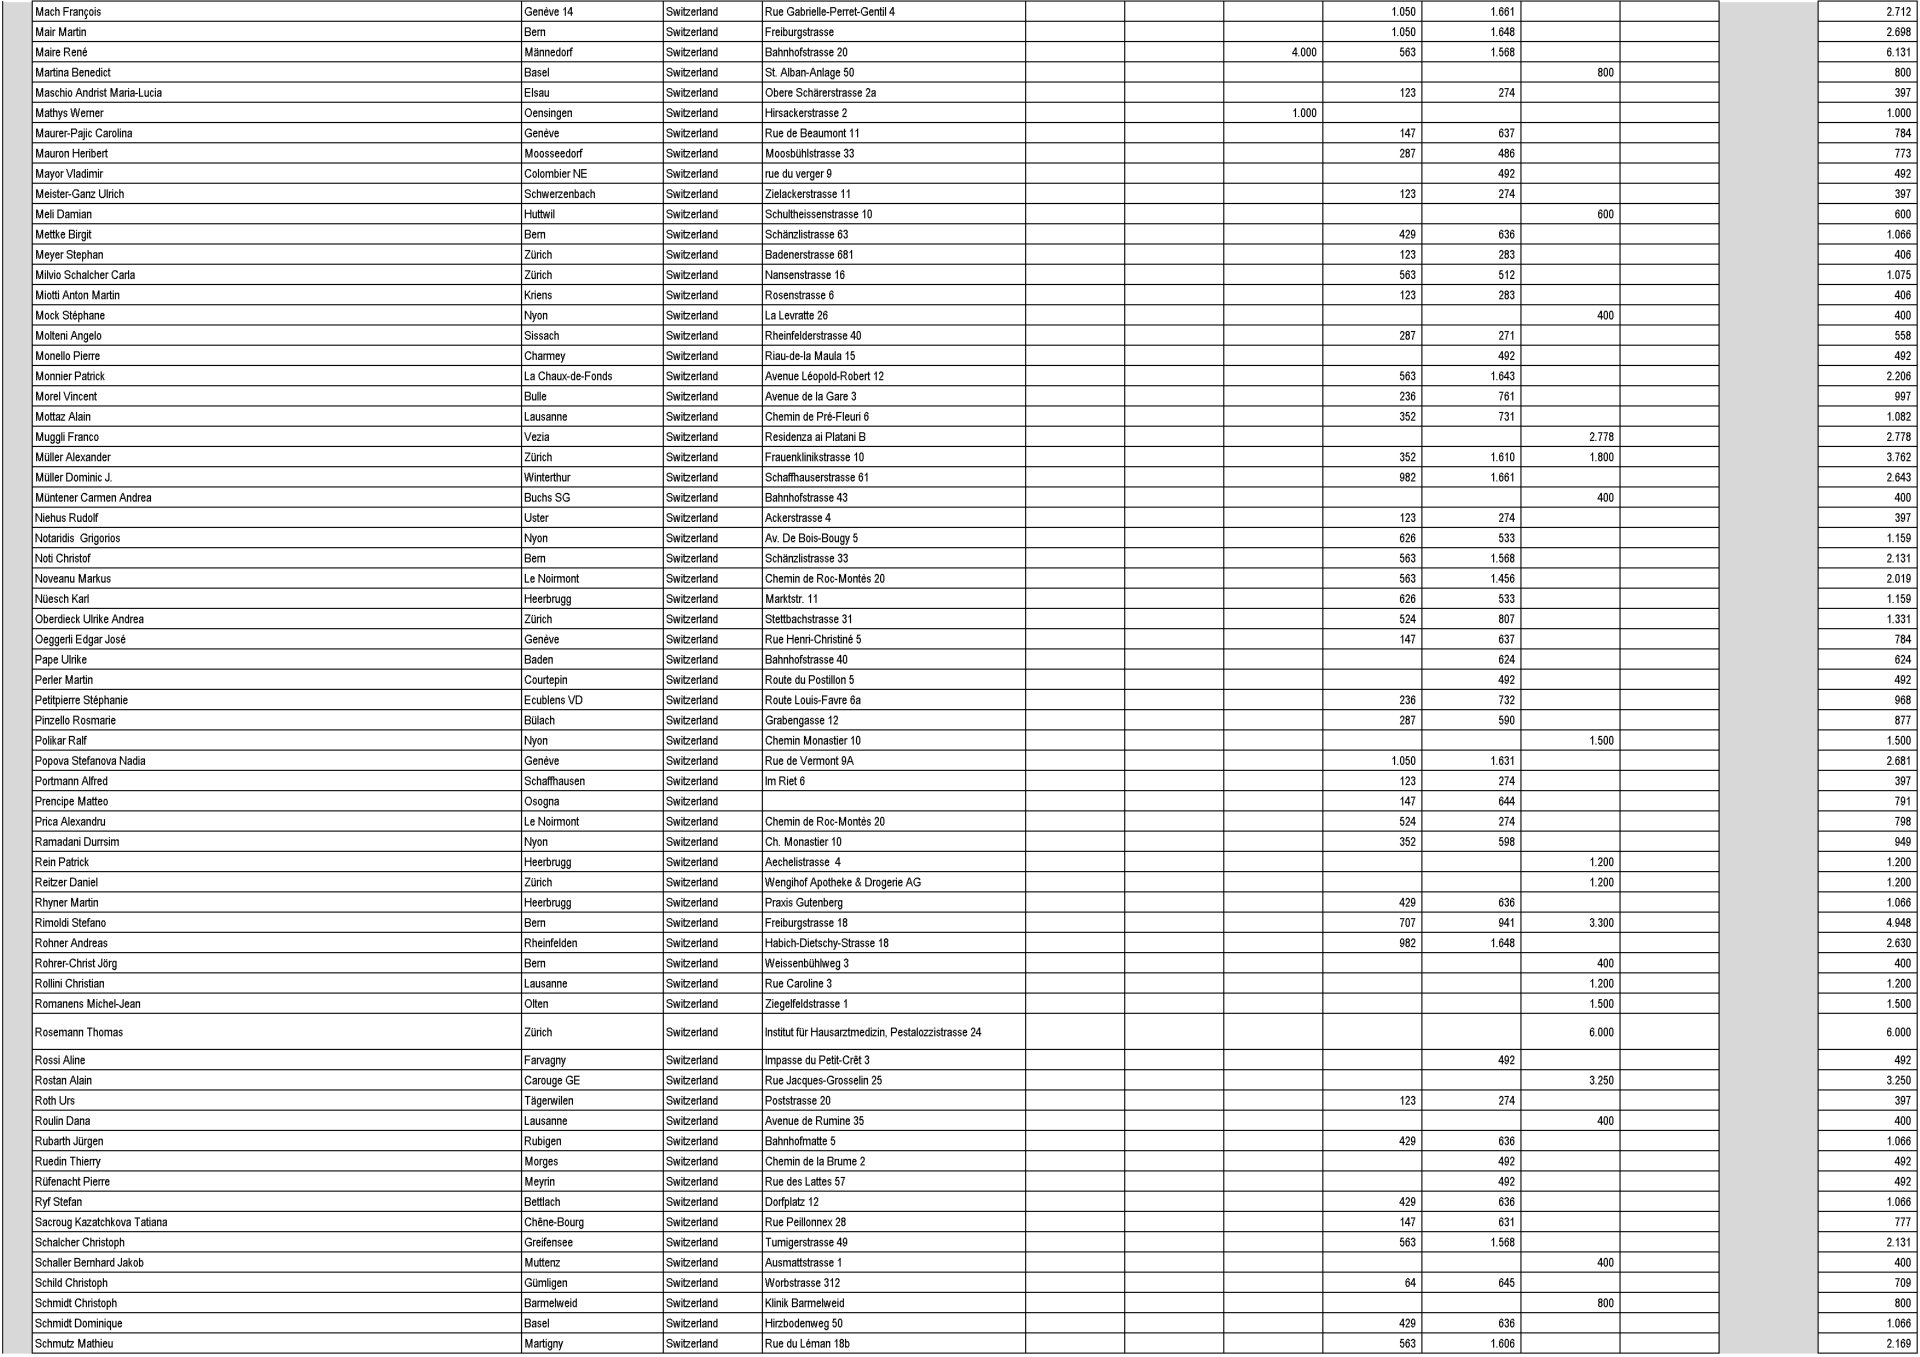 Mach François Genève 14 Switzerland Rue Gabrielle-Perret-Gentil 4 1.050 1.661 2.712
Mair Martin Bern Switzerland Freiburgstrasse 1.050 1.648 2.698
Maire René Männedorf Switzerland Bahnhofstrasse 20 4.000 563 1.568 6.131
Martina Benedict Basel Switzerland St. Alban-Anlage 50 800 800
Maschio Andrist Maria-Lucia Elsau Switzerland Obere Schärerstrasse 2a 123 274 397
Mathys Werner Oensingen Switzerland Hirsackerstrasse 2 1.000 1.000
Maurer-Pajic Carolina Genève Switzerland Rue de Beaumont 11 147 637 784
Mauron Heribert Moosseedorf Switzerland Moosbühlstrasse 33 287 486 773
Mayor Vladimir Colombier NE Switzerland rue du verger 9 492 492
Meister-Ganz Ulrich Schwerzenbach Switzerland Zielackerstrasse 11 123 274 397
Meli Damian Huttwil Switzerland Schultheissenstrasse 10 600 600
Mettke Birgit Bern Switzerland Schänzlistrasse 63 429 636 1.066
Meyer Stephan Zürich Switzerland Badenerstrasse 681 123 283 406
Milvio Schalcher Carla Zürich Switzerland Nansenstrasse 16 563 512 1.075
Miotti Anton Martin Kriens Switzerland Rosenstrasse 6 123 283 406
Mock Stéphane Nyon Switzerland La Levratte 26 400 400
Molteni Angelo Sissach Switzerland Rheinfelderstrasse 40 287 271 558
Monello Pierre Charmey Switzerland Riau-de-la Maula 15 492 492
Monnier Patrick La Chaux-de-Fonds Switzerland Avenue Léopold-Robert 12 563 1.643 2.206
Morel Vincent Bulle Switzerland Avenue de la Gare 3 236 761 997
Mottaz Alain Lausanne Switzerland Chemin de Pré-Fleuri 6 352 731 1.082
Muggli Franco Vezia Switzerland Residenza ai Platani B 2.778 2.778
Müller Alexander Zürich Switzerland Frauenklinikstrasse 10 352 1.610 1.800 3.762
Müller Dominic J. Winterthur Switzerland Schaffhauserstrasse 61 982 1.661 2.643
Müntener Carmen Andrea Buchs SG Switzerland Bahnhofstrasse 43 400 400
Niehus Rudolf Uster Switzerland Ackerstrasse 4 123 274 397
Notaridis Grigorios Nyon Switzerland Av. De Bois-Bougy 5 626 533 1.159
Noti Christof Bern Switzerland Schänzlistrasse 33 563 1.568 2.131
Noveanu Markus Le Noirmont Switzerland Chemin de Roc-Montès 20 563 1.456 2.019
Nüesch Karl Heerbrugg Switzerland Marktstr. 11 626 533 1.159
Oberdieck Ulrike Andrea Zürich Switzerland Stettbachstrasse 31 524 807 1.331
Oeggerli Edgar José Genève Switzerland Rue Henri-Christiné 5 147 637 784
Pape Ulrike Baden Switzerland Bahnhofstrasse 40 624 624
Perler Martin Courtepin Switzerland Route du Postillon 5 492 492
Petitpierre Stéphanie Ecublens VD Switzerland Route Louis-Favre 6a 236 732 968
Pinzello Rosmarie Bülach Switzerland Grabengasse 12 287 590 877
Polikar Ralf Nyon Switzerland Chemin Monastier 10 1.500 1.500
Popova Stefanova Nadia Genève Switzerland Rue de Vermont 9A 1.050 1.631 2.681
Portmann Alfred Schaffhausen Switzerland Im Riet 6 123 274 397
Prencipe Matteo Osogna Switzerland 147 644 791
Prica Alexandru Le Noirmont Switzerland Chemin de Roc-Montès 20 524 274 798
Ramadani Durrsim Nyon Switzerland Ch. Monastier 10 352 598 949
Rein Patrick Heerbrugg Switzerland Aechelistrasse 4 1.200 1.200
Reitzer Daniel Zürich Switzerland Wengihof Apotheke & Drogerie AG 1.200 1.200
Rhyner Martin Heerbrugg Switzerland Praxis Gutenberg 429 636 1.066
Rimoldi Stefano Bern Switzerland Freiburgstrasse 18 707 941 3.300 4.948
Rohner Andreas Rheinfelden Switzerland Habich-Dietschy-Strasse 18 982 1.648 2.630
Rohrer-Christ Jörg Bern Switzerland Weissenbühlweg 3 400 400
Rollini Christian Lausanne Switzerland Rue Caroline 3 1.200 1.200
Romanens Michel-Jean Olten Switzerland Ziegelfeldstrasse 1 1.500 1.500
Rosemann Thomas Zürich Switzerland Institut für Hausarztmedizin, Pestalozzistrasse 24 6.000 6.000
Rossi Aline Farvagny Switzerland Impasse du Petit-Crêt 3 492 492
Rostan Alain Carouge GE Switzerland Rue Jacques-Grosselin 25 3.250 3.250
Roth Urs Tägerwilen Switzerland Poststrasse 20 123 274 397
Roulin Dana Lausanne Switzerland Avenue de Rumine 35 400 400
Rubarth Jürgen Rubigen Switzerland Bahnhofmatte 5 429 636 1.066
Ruedin Thierry Morges Switzerland Chemin de la Brume 2 492 492
Rüfenacht Pierre Meyrin Switzerland Rue des Lattes 57 492 492
Ryf Stefan Bettlach Switzerland Dorfplatz 12 429 636 1.066
Sacroug Kazatchkova Tatiana Chêne-Bourg Switzerland Rue Peillonnex 28 147 631 777
Schalcher Christoph Greifensee Switzerland Tumigerstrasse 49 563 1.568 2.131
Schaller Bernhard Jakob Muttenz Switzerland Ausmattstrasse 1 400 400
Schild Christoph Gümligen Switzerland Worbstrasse 312 64 645 709
Schmidt Christoph Barmelweid Switzerland Klinik Barmelweid 800 800
Schmidt Dominique Basel Switzerland Hirzbodenweg 50 429 636 1.066
Schmutz Mathieu Martigny Switzerland Rue du Léman 18b 563 1.606 2.169